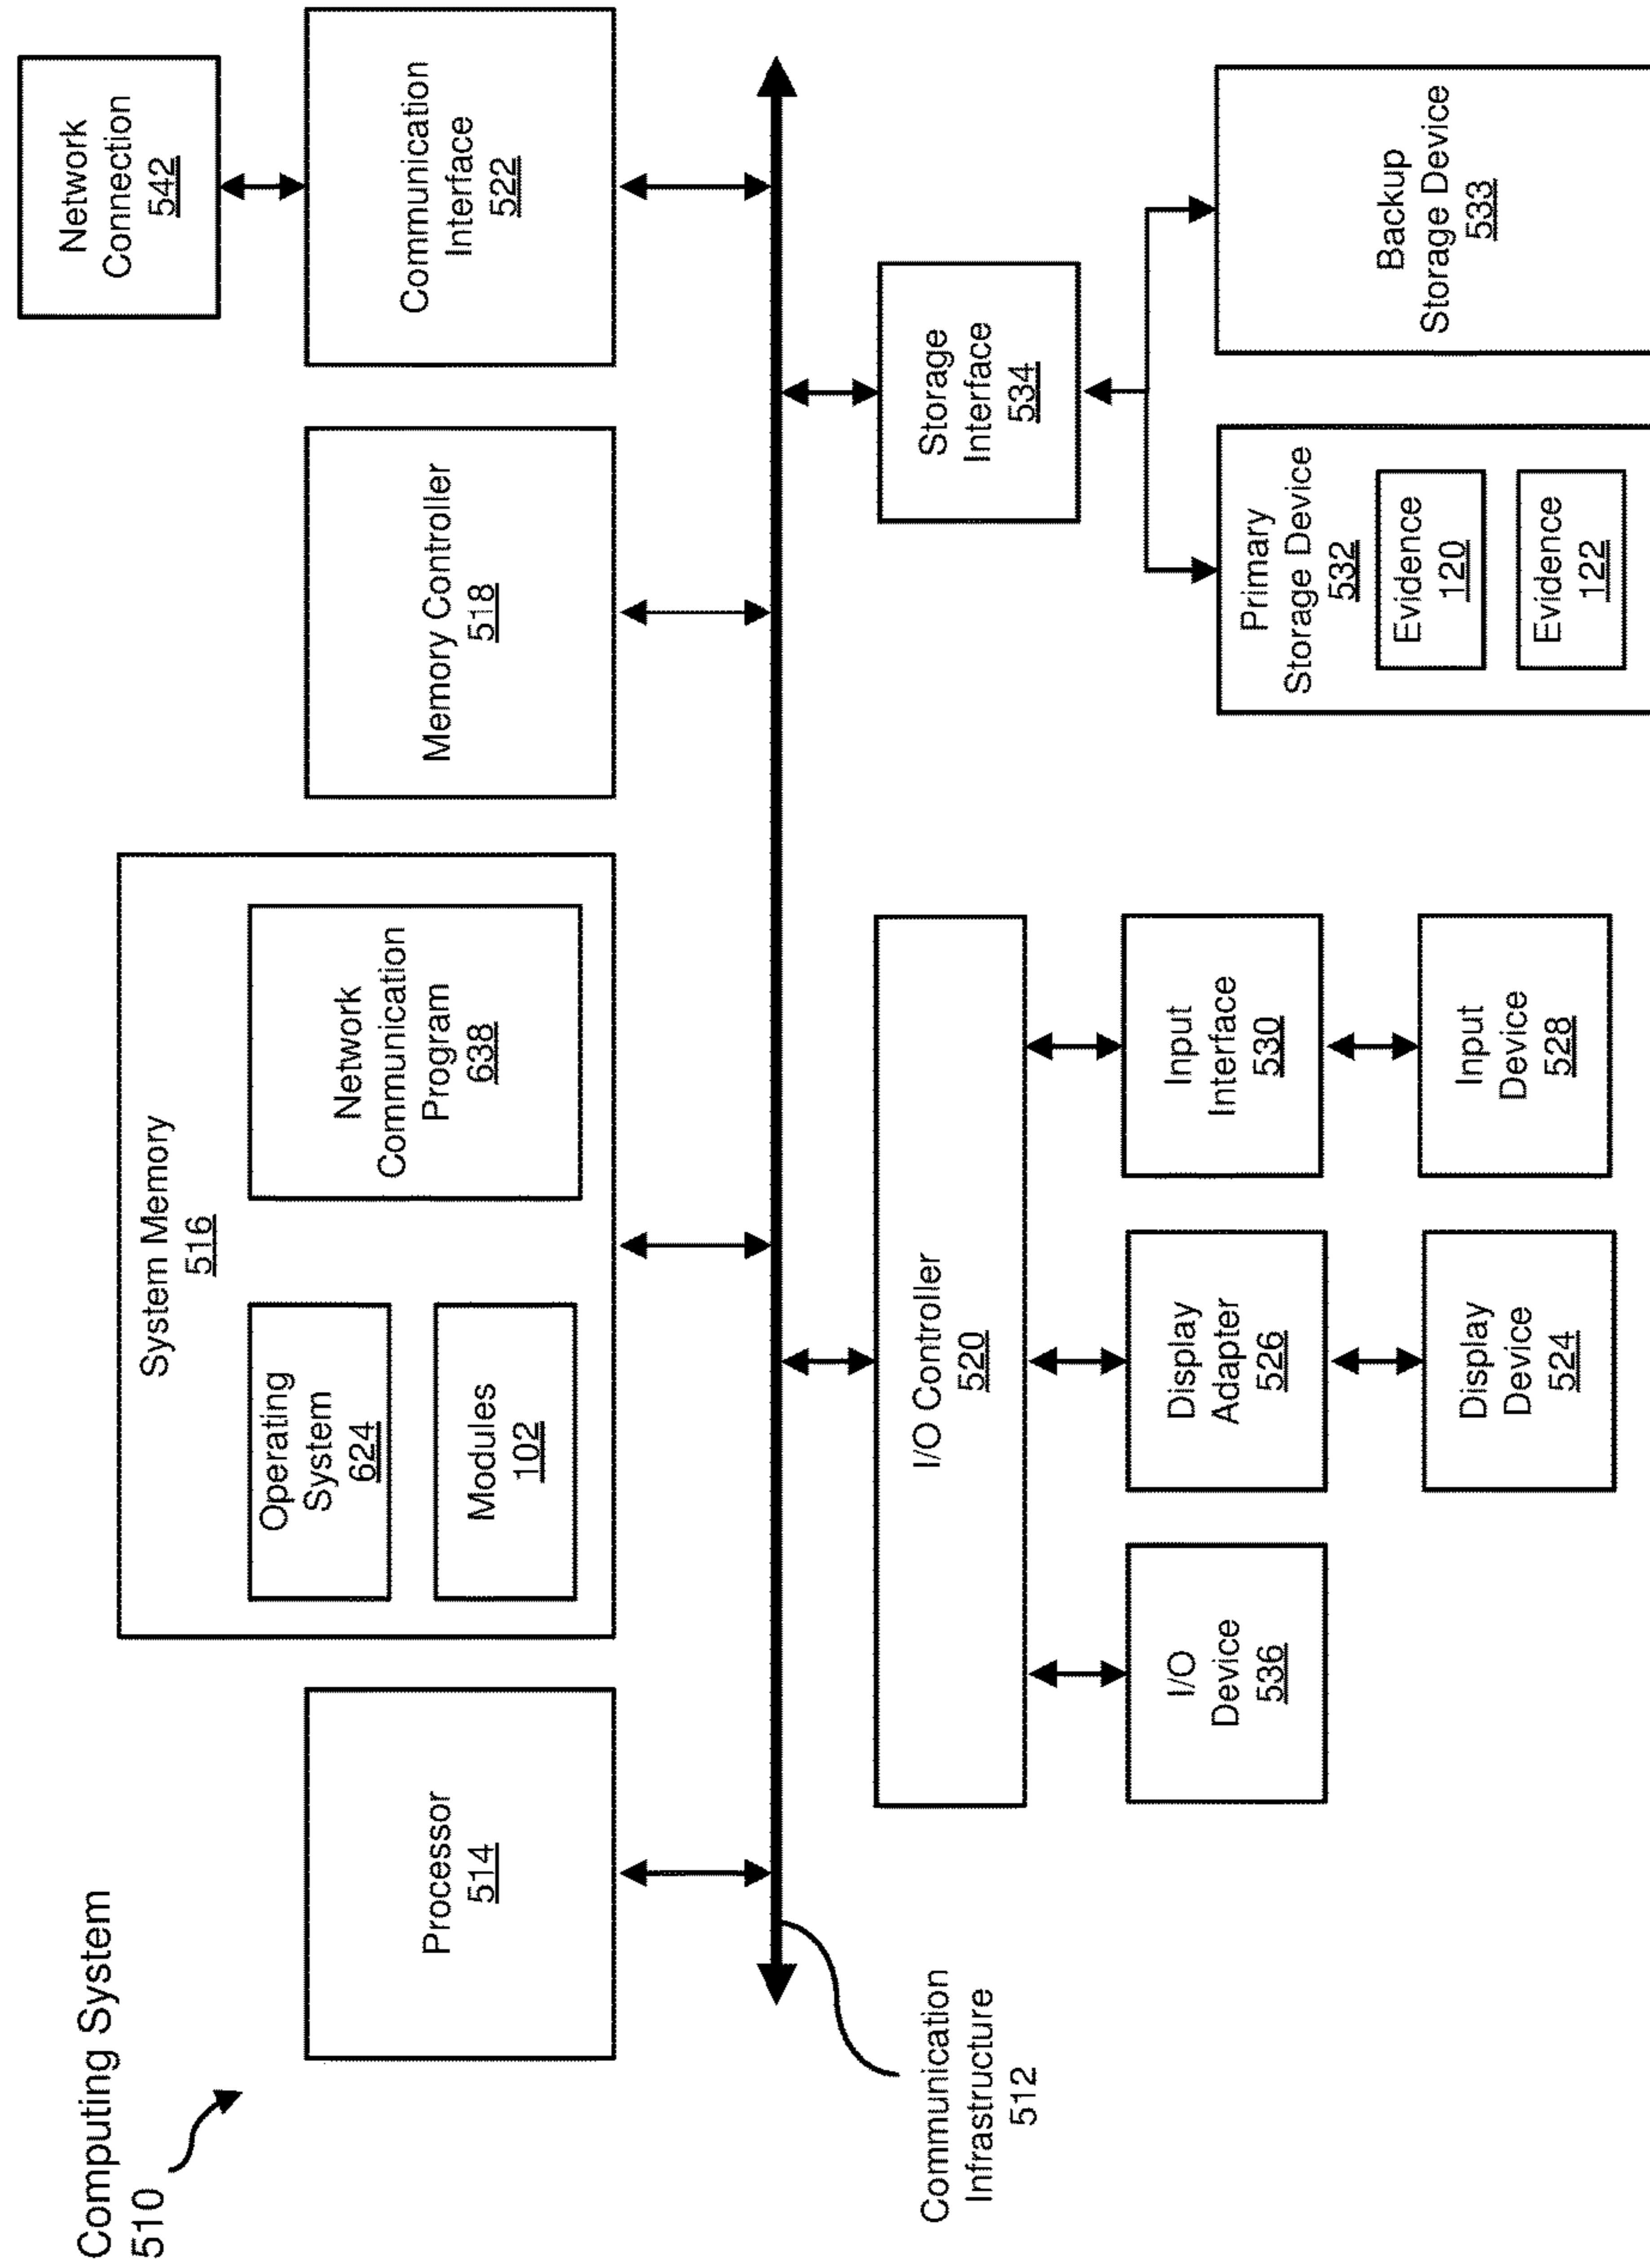 Computing System
510
Processor
514
System Memory
516
Operating
System
624
Modules
102
Network
Communication
Program
638
Memory Controller
518
Network
Connection
542
Communication
Interface
522
Communication
Infrastructure
512
I/O Controller
520
I/O
Device
536
Display
Adapter
526
Display
Device
524
Input
Interface
530
Input
Device
528
Storage
Interface
534
Primary
Storage Device
532
Evidence
120
Evidence
122
Backup
Storage Device
533